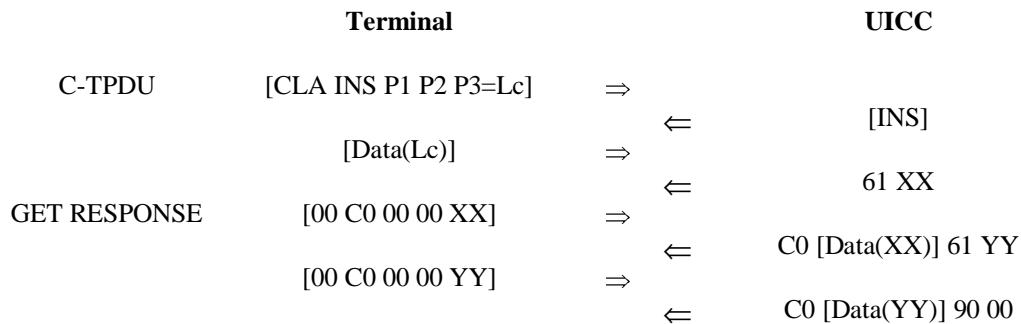 Terminal UICC
C-TPDU [CLA INS P1 P2 P3=Lc] ⇒
⇐ [INS]
[Data(Lc)] ⇒
⇐ 61 XX
GET RESPONSE [00 C0 00 00 XX] ⇒
⇐ C0 [Data(XX)] 61 YY
[00 C0 00 00 YY] ⇒
⇐ C0 [Data(YY)] 90 00